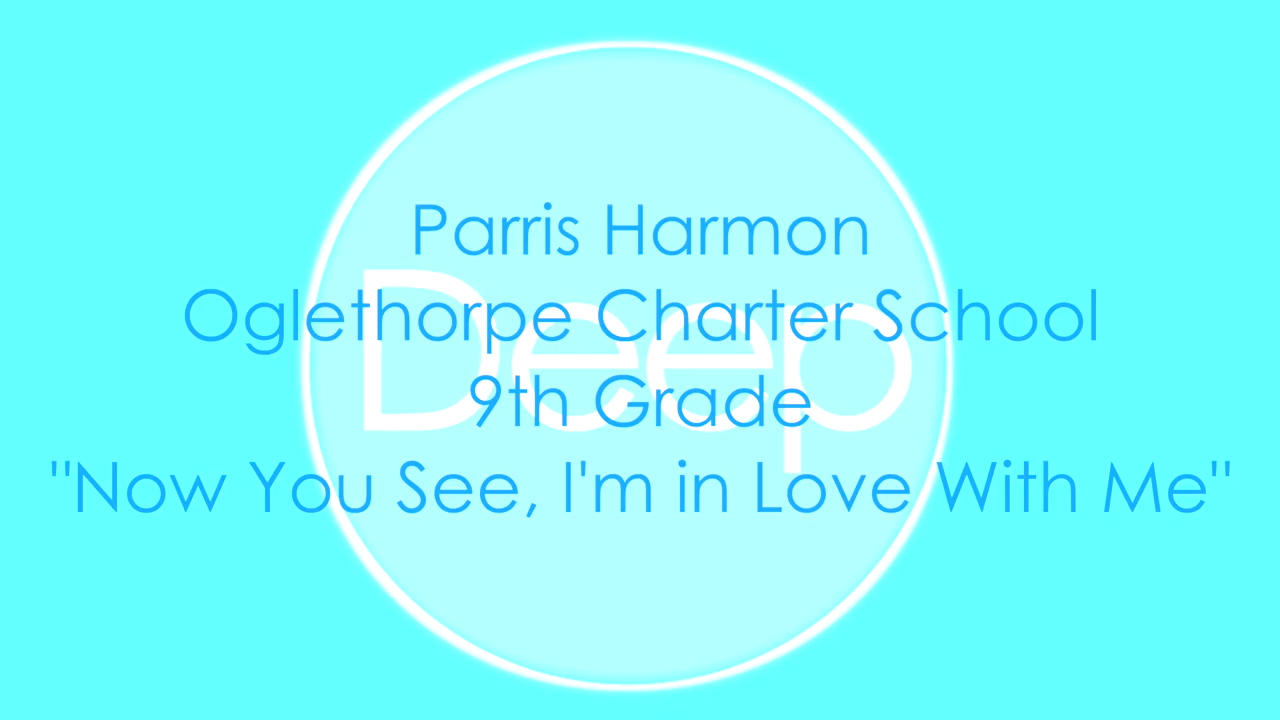 Parris Harmon
Deep
Oglethorpe Charter School
9th Grade
"Now You See, I'm in Love With Me"